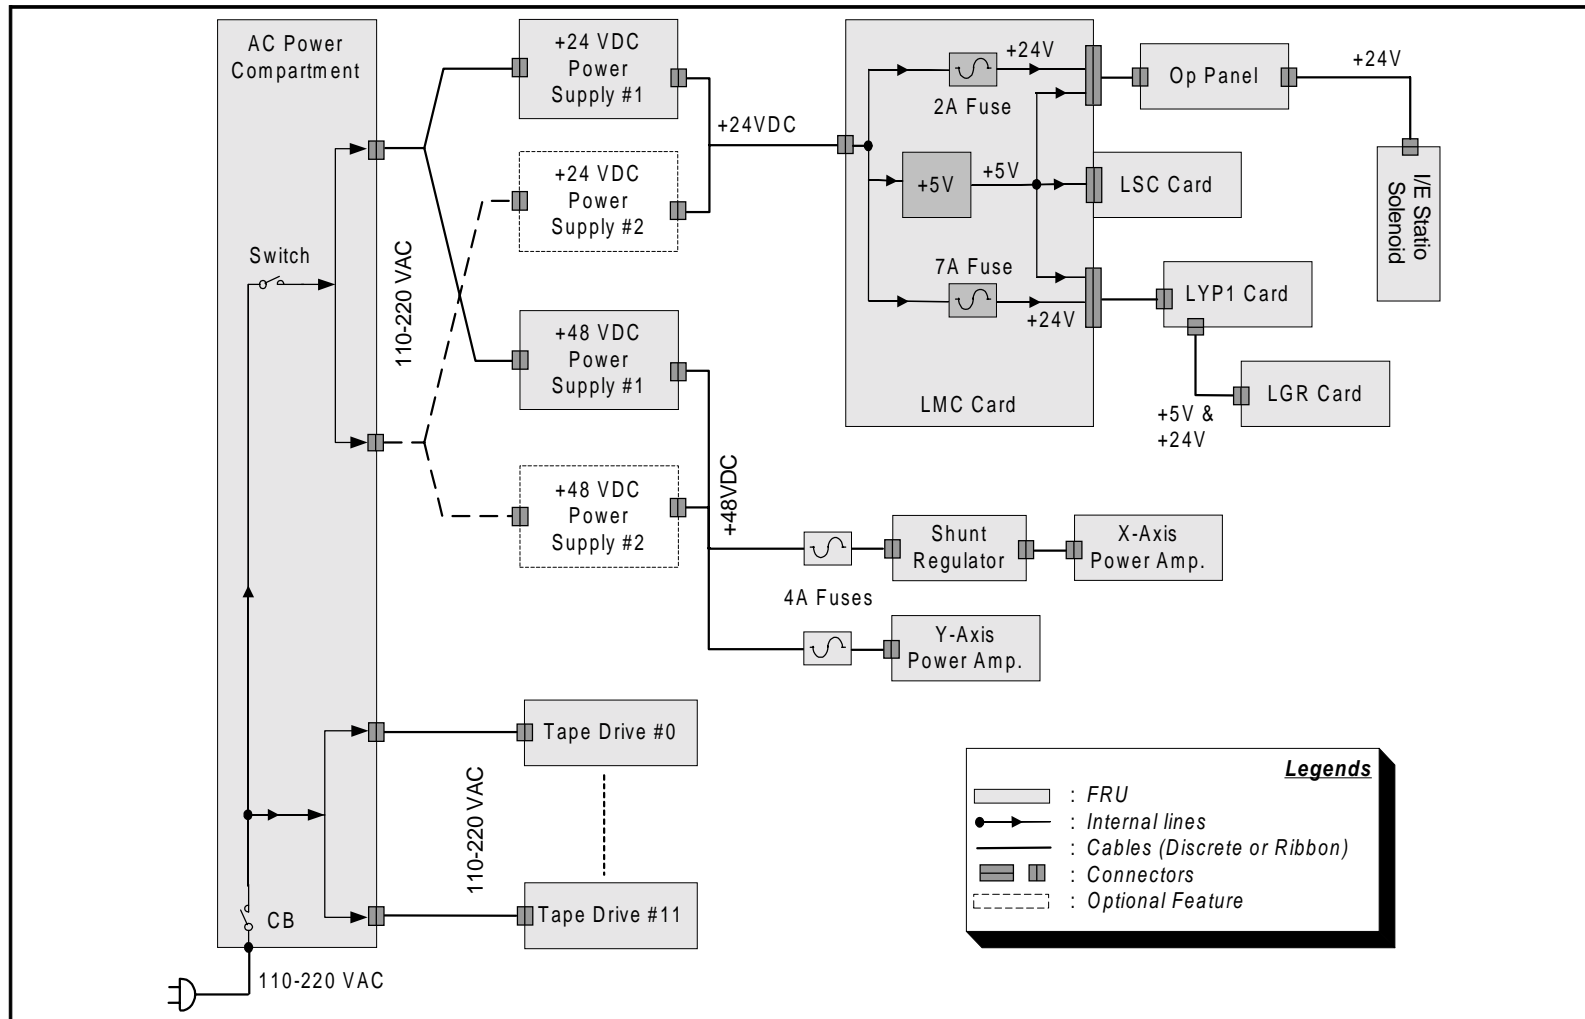 AC Power
Compartment
+24 VDC
Power
Supply #1
+24 VDC
Power
Supply #2
+24VDC
+24V
2A Fuse
+5V
+5V
7A Fuse
+24V
LMC Card
Op Panel
+24V
LSC Card
I/E Statio
Solenoid
LYP1 Card
LGR Card
+5V &
+24V
Switch
110-220 VAC
+48 VDC
Power
Supply #1
+48 VDC
Power
Supply #2
+48VDC
4A Fuses
Shunt
Regulator
X-Axis
Power Amp.
Y-Axis
Power Amp.
Tape Drive #0
110-220 VAC
Tape Drive #11
CB
110-220 VAC
Legends
: FRU
: Internal lines
: Cables (Discrete or Ribbon)
: Connectors
: Optional Feature